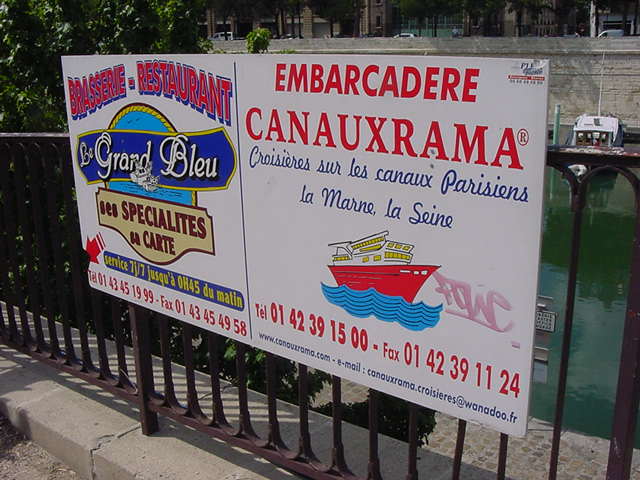 BRASSERIE - RESTAURANT
Le Grand Bleu
ses SPECIALITES
sa CARTE
service 7j/7 jusqu'à 0H45 du matin
Tél 01 43 45 19 99 - Fax 01 43 45 49 58
EMBARCADERE
CANAUXRAMA®
Croisières sur les canaux Parisiens
la Marne, la Seine
Tél 01 42 39 15 00 - Fax 01 42 39 11 24
www.canauxrama.com - e-mail : canauxrama.croisieres@wanadoo.fr